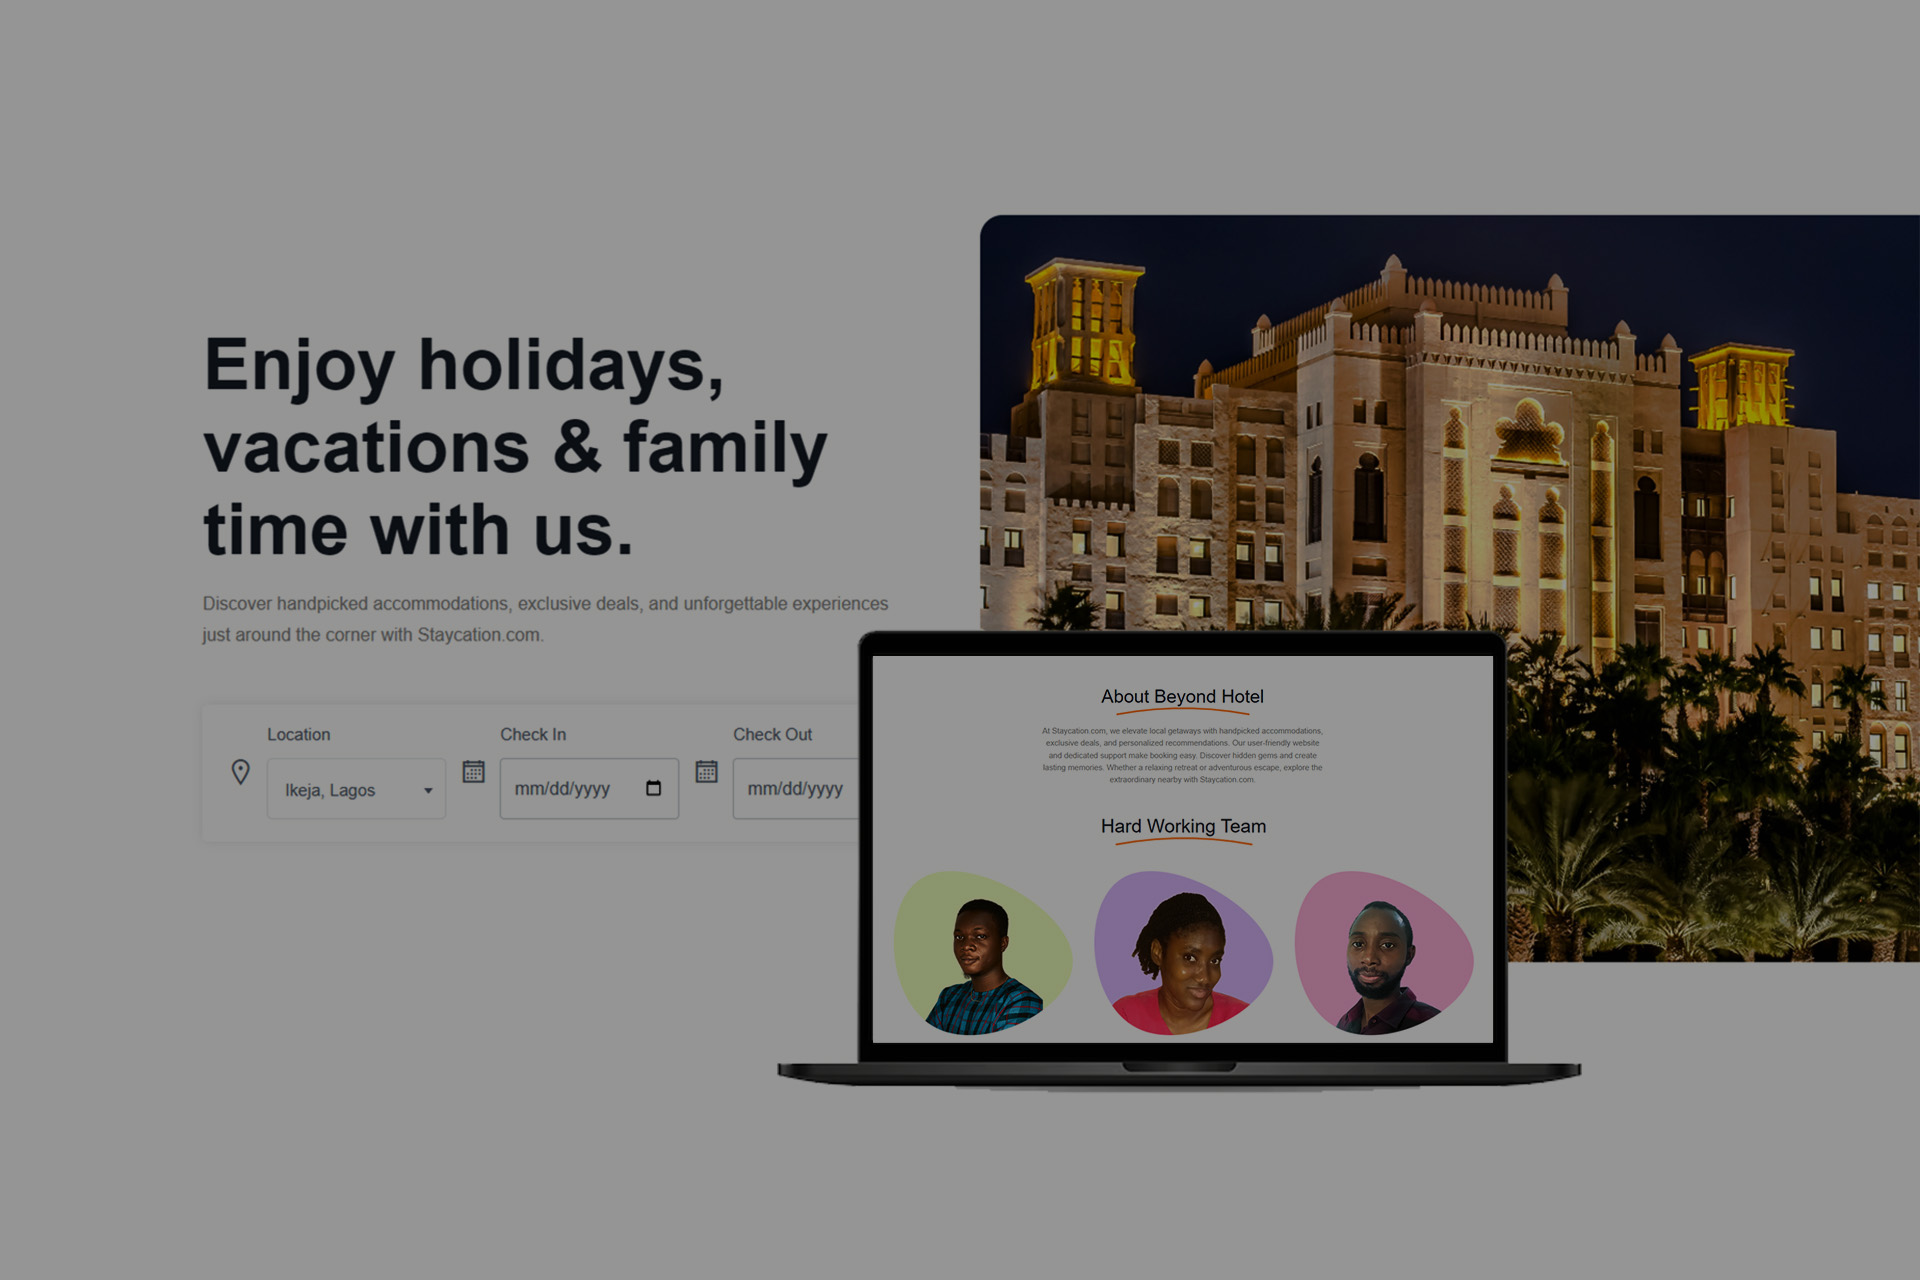 Enjoy holidays,
vacations & family
time with us.
Discover handpicked accommodations, exclusive deals, and unforgettable experiences
just around the corner with Staycation.com.
Location
Check In
Check Out
Ikeja, Lagos
mm/dd/yyyy
mm/dd/yyyy
About Beyond Hotel
At Staycation.com, we elevate local getaways with handpicked accommodations,
exclusive deals, and personalized recommendations. Our user-friendly website
and dedicated support make booking easy. Discover hidden gems and create
lasting memories. Whether a relaxing retreat or adventurous escape, explore the
extraordinary nearby with Staycation.com.
Hard Working Team